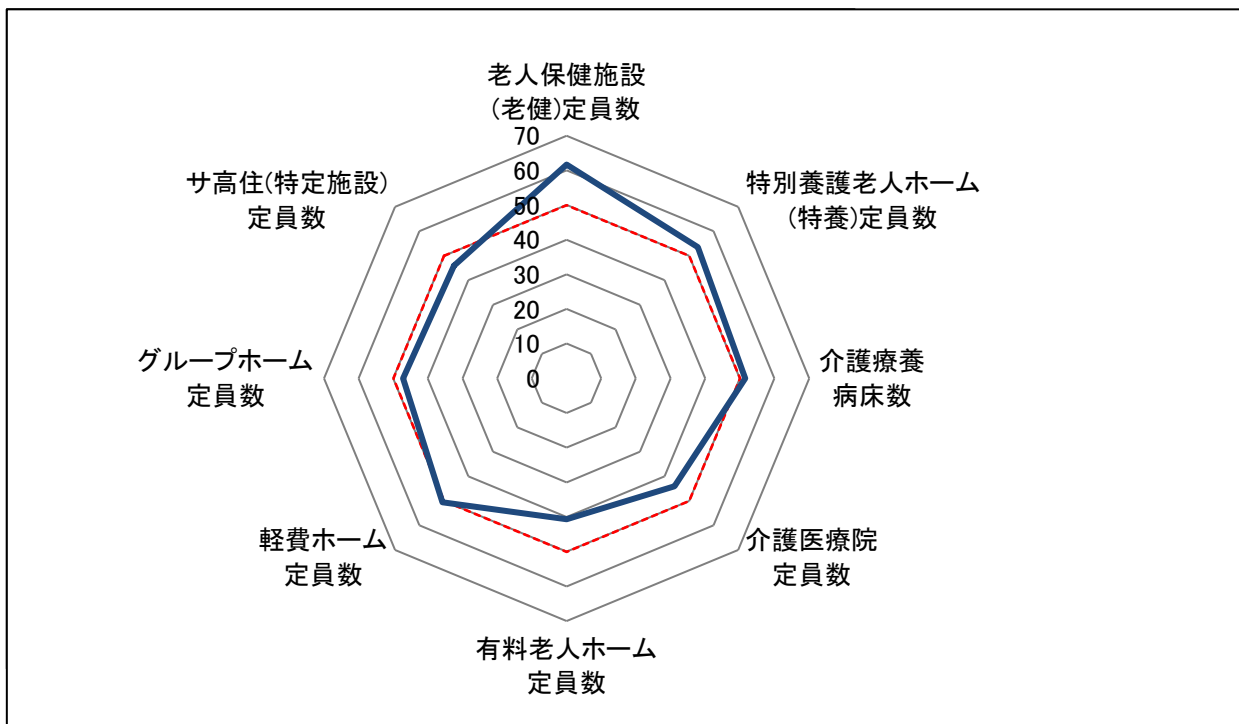 老人保健施設
(老健)定員数
特別養護老人ホーム
(特養)定員数
介護療養
病床数
介護医療院
定員数
有料老人ホーム
定員数
軽費ホーム
定員数
グループホーム
定員数
サ高住(特定施設)
定員数
70
60
50
40
30
20
10
0